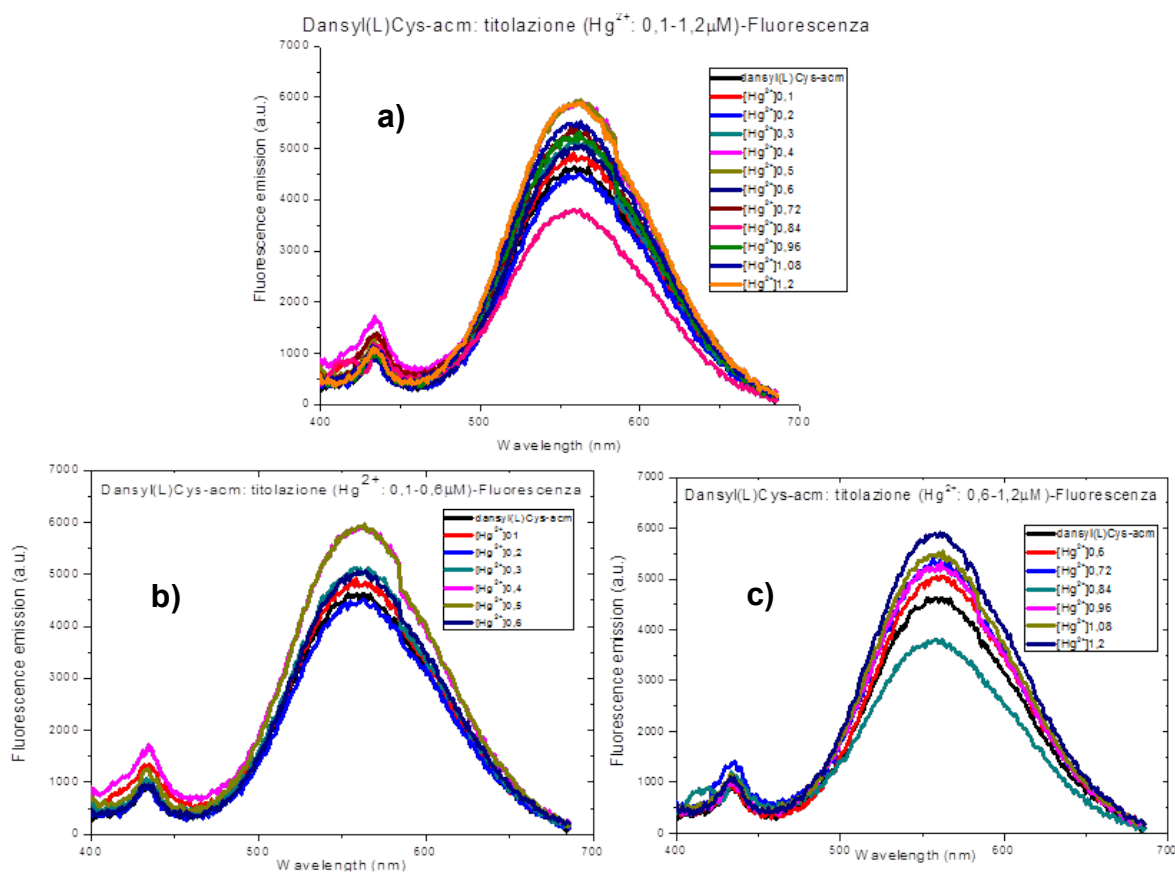 Dansyl(L)Cys-acm: titolazione (Hg²⁺: 0,1-1,2μM)-Fluorescenza
a)
Fluorescence emission (a.u.)
7000
6000
5000
4000
3000
2000
1000
0
400
500
600
700
Wavelength (nm)
dansyl(L)Cys-acm
[Hg²⁺]0,1
[Hg²⁺]0,2
[Hg²⁺]0,3
[Hg²⁺]0,4
[Hg²⁺]0,5
[Hg²⁺]0,6
[Hg²⁺]0,72
[Hg²⁺]0,84
[Hg²⁺]0,96
[Hg²⁺]1,08
[Hg²⁺]1,2
Dansyl(L)Cys-acm: titolazione (Hg²⁺: 0,1-0,6μM)-Fluorescenza
b)
Fluorescence emission (a.u.)
7000
6000
5000
4000
3000
2000
1000
0
400
500
600
700
Wavelength (nm)
dansyl(L)Cys-acm
[Hg²⁺]01
[Hg²⁺]0,2
[Hg²⁺]0,3
[Hg²⁺]0,4
[Hg²⁺]0,5
[Hg²⁺]0,6
Dansyl(L)Cys-acm: titolazione (Hg²⁺: 0,6-1,2μM)-Fluorescenza
c)
Fluorescence emission (a.u.)
7000
6000
5000
4000
3000
2000
1000
0
400
500
600
700
Wavelength (nm)
dansyl(L)Cys-acm
[Hg²⁺]0,6
[Hg²⁺]0,72
[Hg²⁺]0,84
[Hg²⁺]0,96
[Hg²⁺]1,08
[Hg²⁺]1,2